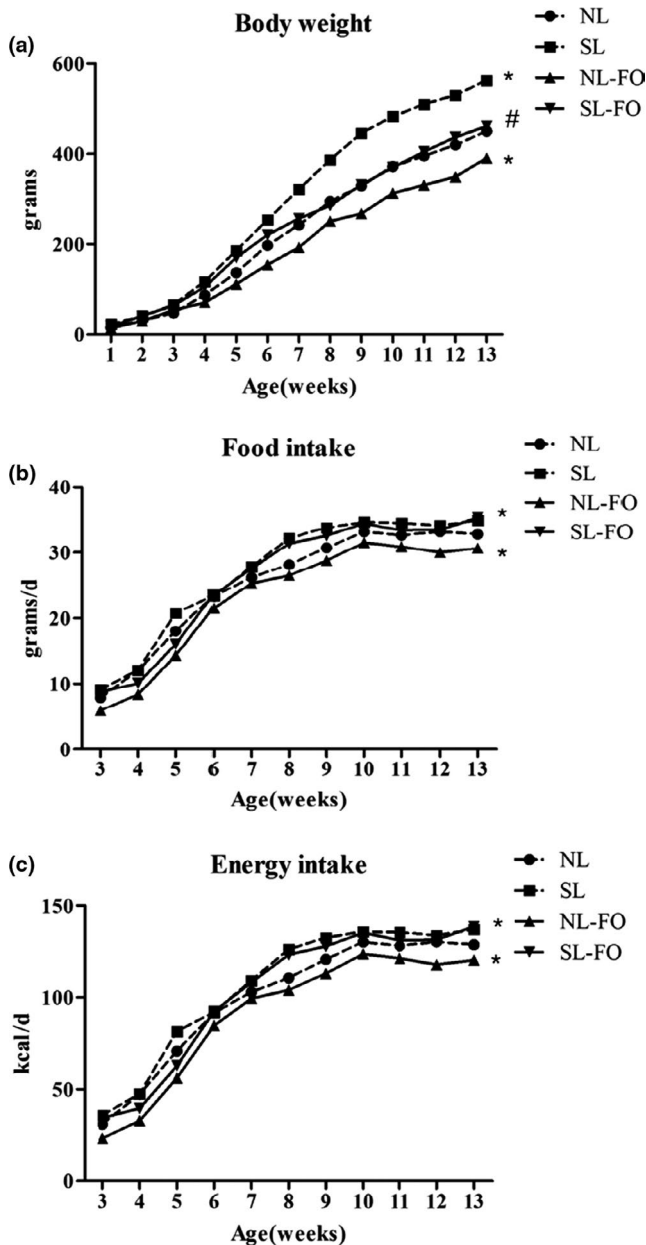 (a)
Body weight
NL
SL
NL-FO
SL-FO
600
400
200
0
grams
*
#
*
1 2 3 4 5 6 7 8 9 10 11 12 13
Age(weeks)
(b)
Food intake
NL
SL
NL-FO
SL-FO
40
30
20
10
0
grams/d
*
*
3 4 5 6 7 8 9 10 11 12 13
Age(weeks)
(c)
Energy intake
NL
SL
NL-FO
SL-FO
150
100
50
0
kcal/d
*
*
3 4 5 6 7 8 9 10 11 12 13
Age(weeks)